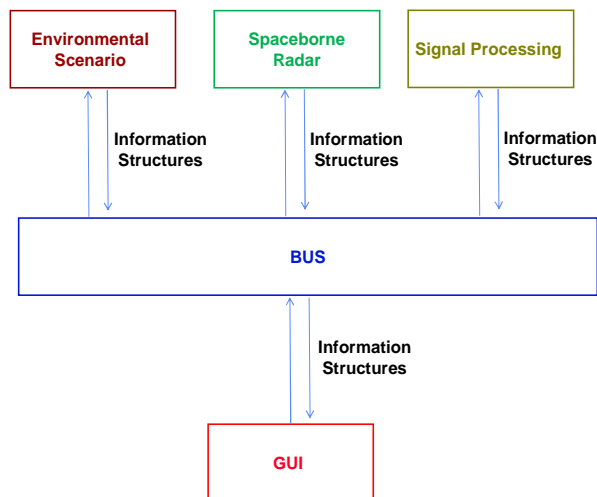 Environmental
Scenario
Spaceborne
Radar
Signal Processing
Information
Structures
Information
Structures
Information
Structures
BUS
Information
Structures
GUI